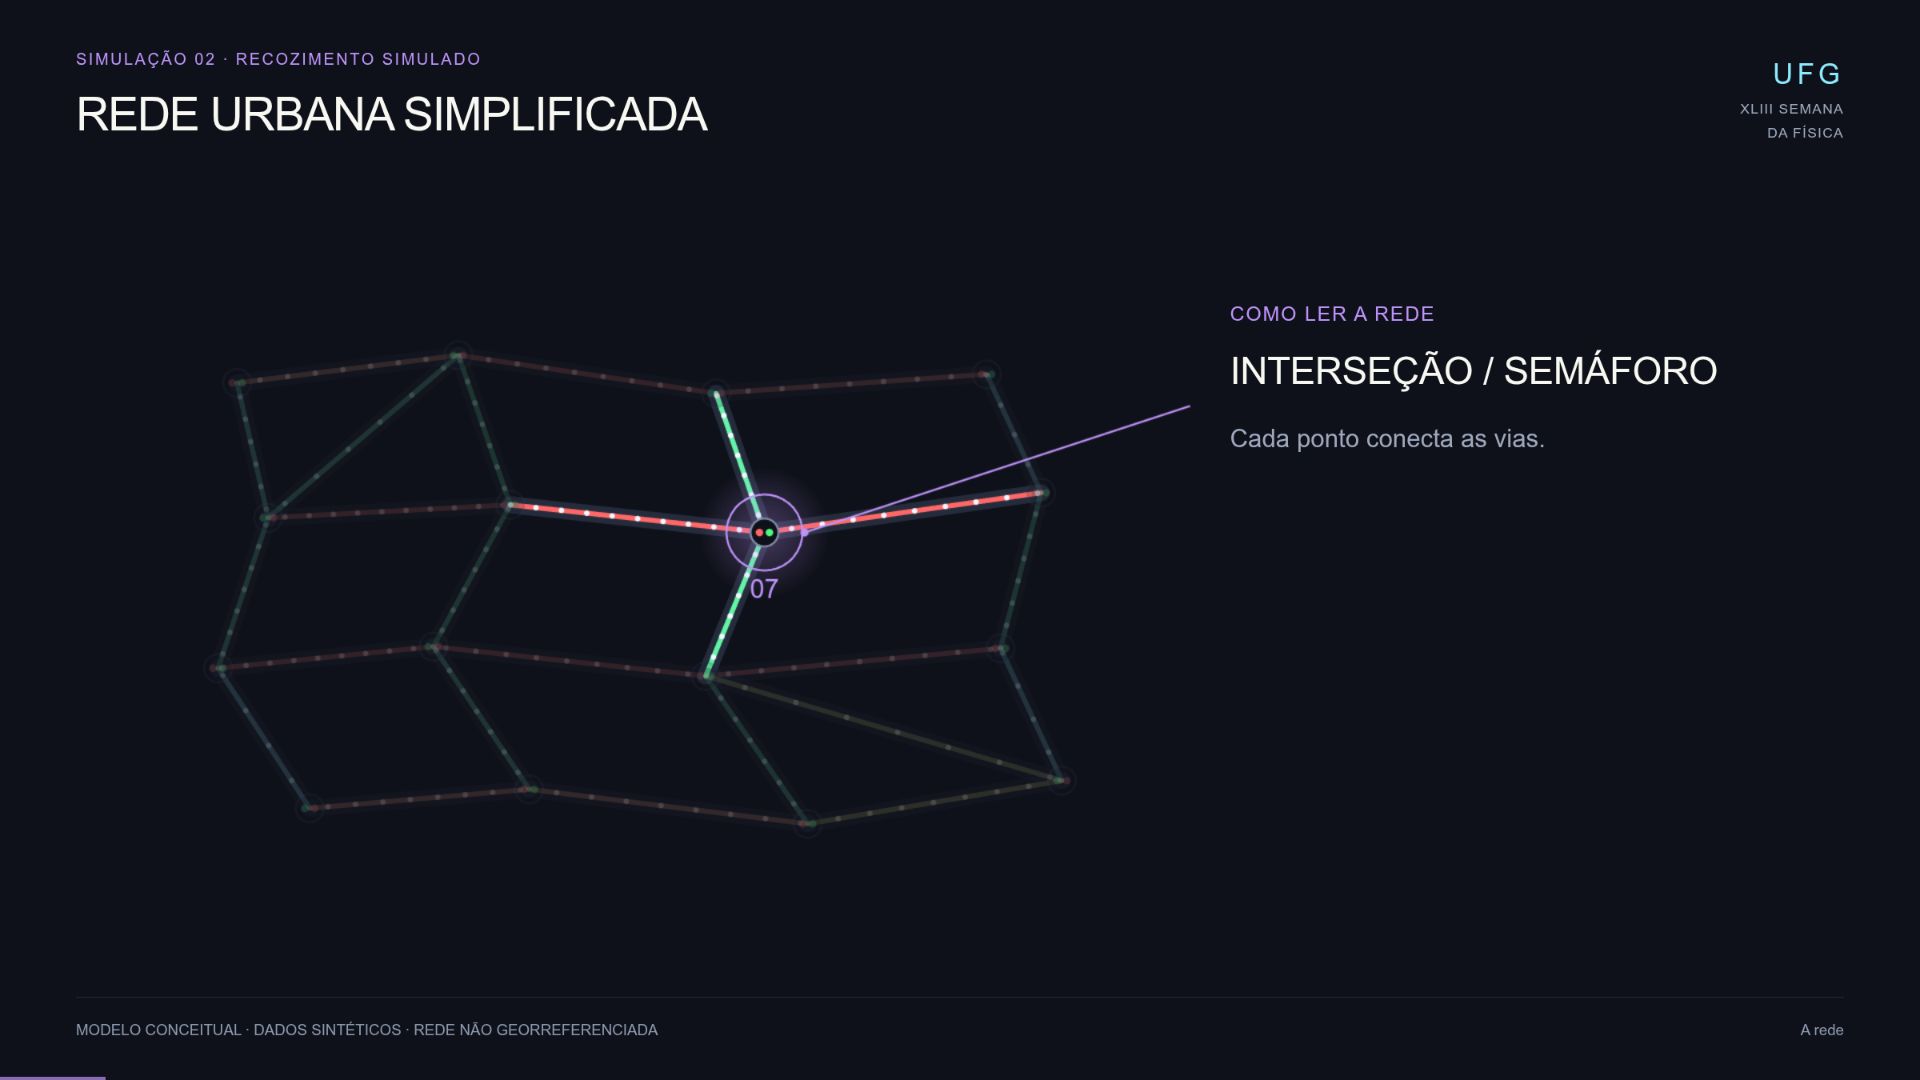 SIMULAÇÃO 02 · RECOZIMENTO SIMULADO
REDE URBANA SIMPLIFICADA
UFG
XLIII SEMANA
DA FÍSICA
COMO LER A REDE
INTERSEÇÃO / SEMÁFORO
Cada ponto conecta as vias.
07
MODELO CONCEITUAL · DADOS SINTÉTICOS · REDE NÃO GEORREFERENCIADA
A rede